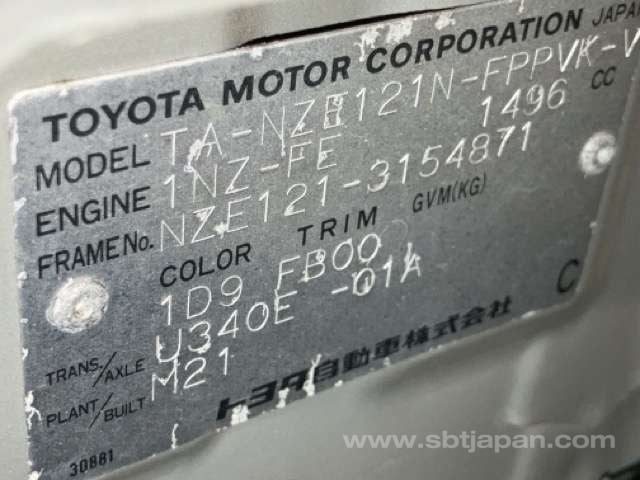 TOYOTA MOTOR CORPORATION JAPAN
MODEL TA-NZE121N-FPPVK-V
ENGINE 1NZ-FE 1496 CC
FRAME No. NZE121-3154871
COLOR TRIM GVM(KG)
1D9 FB00
TRANS/AXLE U340E -01A
PLANT/BUILT M21
C
トヨタ自動車株式会社
30881
www.sbtjapan.com